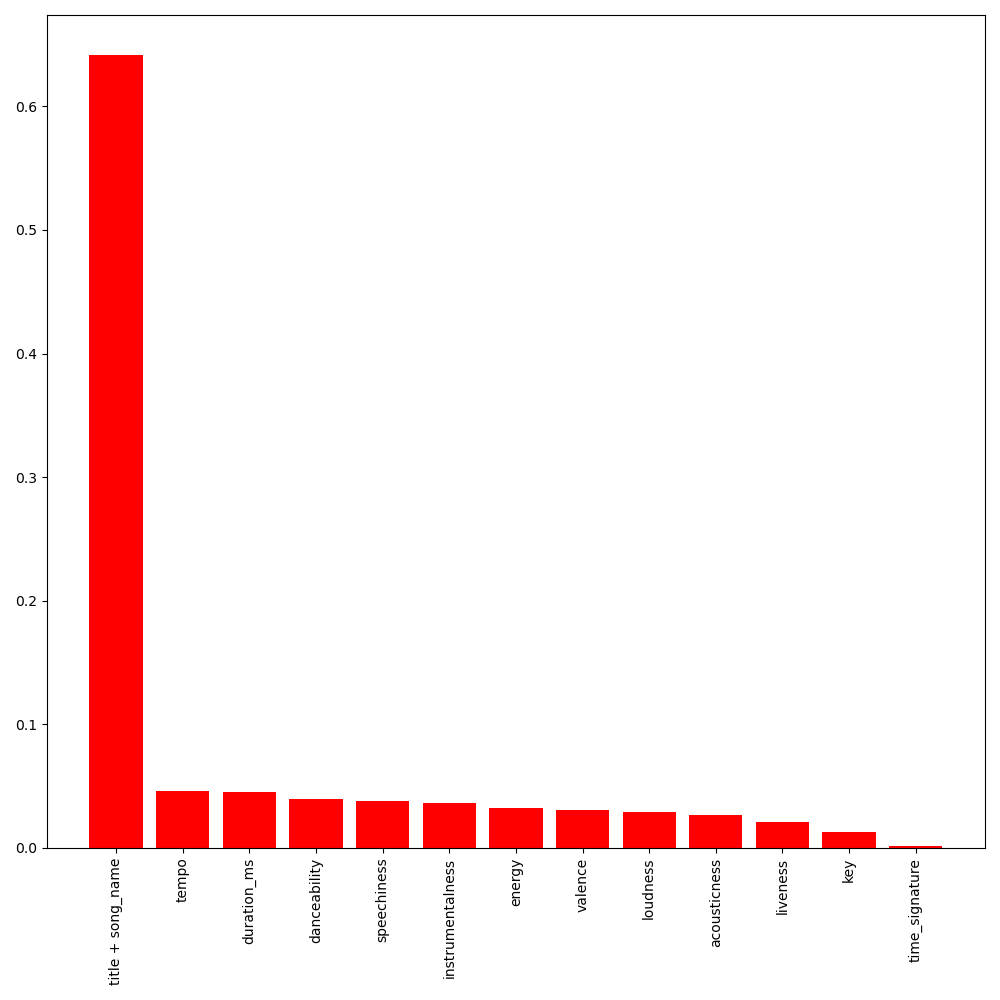 0.6
0.5
0.4
0.3
0.2
0.1
0.0
title + song_name
tempo
duration_ms
danceability
speechiness
instrumentalness
energy
valence
loudness
acousticness
liveness
key
time_signature